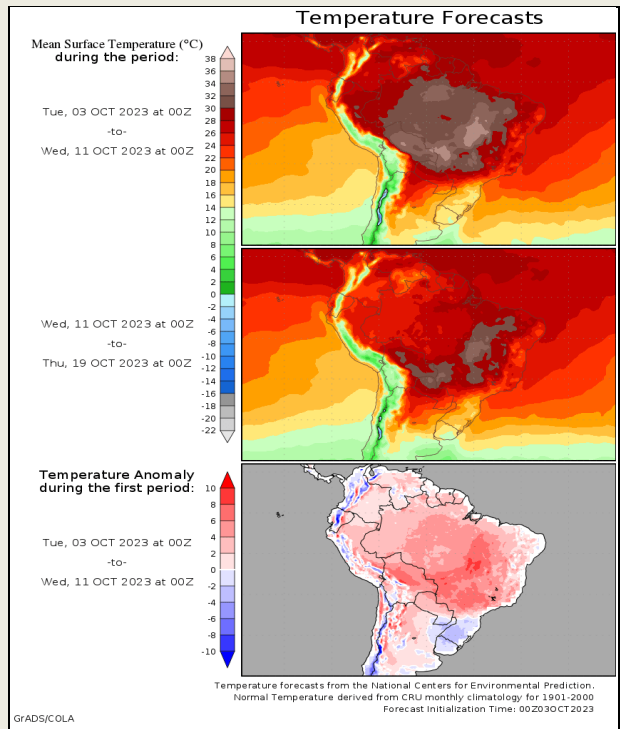 Temperature Forecasts
Mean Surface Temperature (°C)
during the period:
Tue, 03 OCT 2023 at 00Z
-to-
Wed, 11 OCT 2023 at 00Z
38
36
34
32
30
28
26
24
22
20
18
16
14
12
10
8
6
4
2
0
-2
-4
-6
-8
-10
-12
-14
-16
-18
-20
-22
Wed, 11 OCT 2023 at 00Z
-to-
Thu, 19 OCT 2023 at 00Z
Temperature Anomaly
during the first period:
Tue, 03 OCT 2023 at 00Z
-to-
Wed, 11 OCT 2023 at 00Z
10
8
6
4
2
0
-2
-4
-6
-8
-10
Temperature forecasts from the National Centers for Environmental Prediction.
Normal Temperature derived from CRU monthly climatology for 1901-2000
Forecast Initialization Time: 00Z03OCT2023
GrADS/COLA